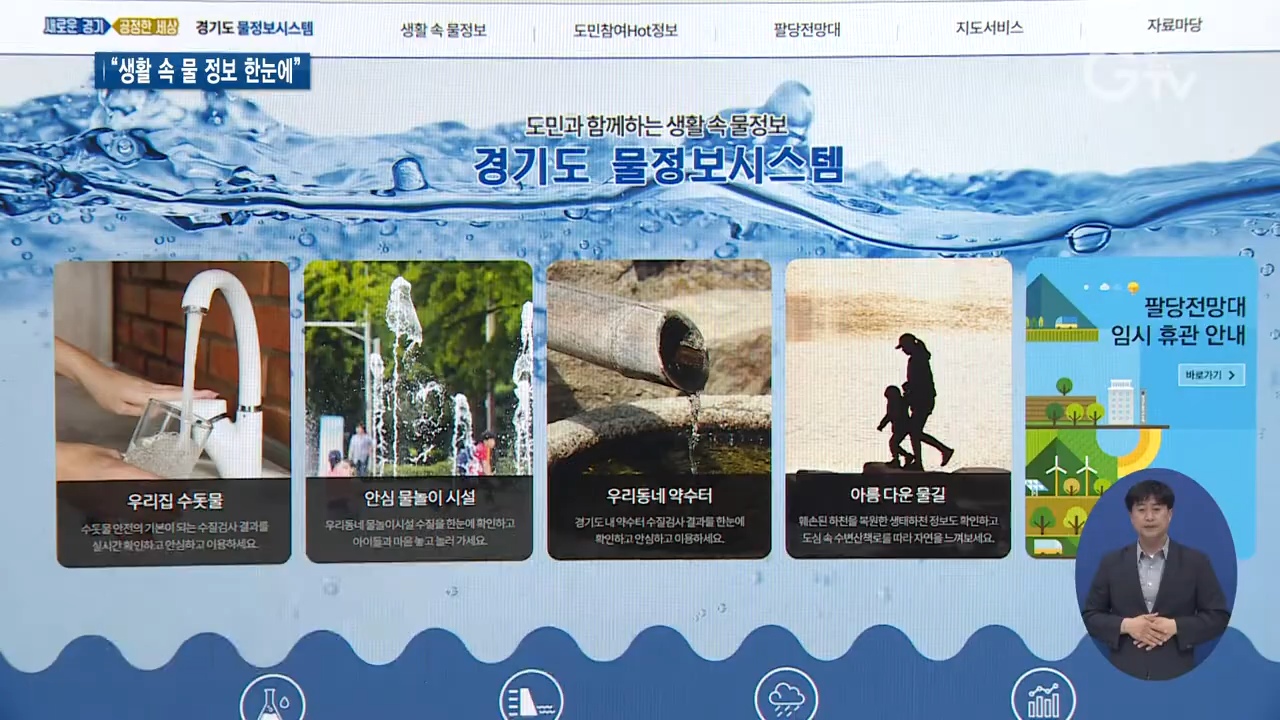 새로운 경기 공정한 세상 경기도 물정보시스템 생활 속 물정보 도민참여Hot정보 팔당전망대 지도서비스 자료마당
“생활 속 물 정보 한눈에”
GTV
도민과 함께하는 생활 속 물정보
경기도 물정보시스템
우리집 수돗물
수돗물 안전의 기본이 되는 수질검사 결과를
실시간 확인하고 안심하고 이용하세요.
안심 물놀이 시설
우리동네 물놀이시설 수질을 한눈에 확인하고
아이들과 마음 놓고 놀러 가세요.
우리동네 약수터
경기도 내 약수터 수질검사 결과를 한눈에
확인하고 안심하고 이용하세요.
아름 다운 물길
훼손된 하천을 복원한 생태하천 정보도 확인하고
도심 속 수변산책로를 따라 자연을 느껴보세요.
팔당전망대
임시 휴관 안내
바로가기